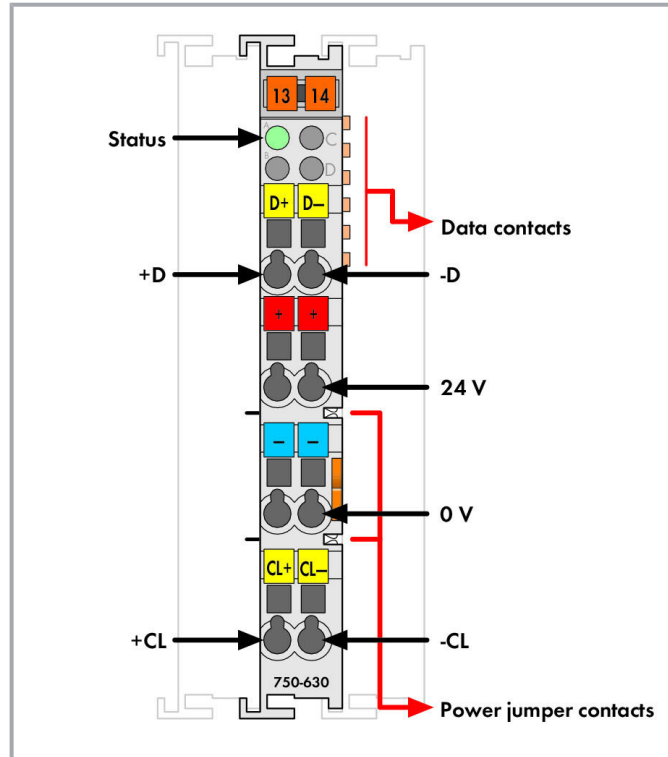 13 14
A
Status
C
B
D
D+ D−
Data contacts
+D
-D
+ +
24 V
− −
0 V
CL+ CL−
+CL
-CL
750-630
Power jumper contacts